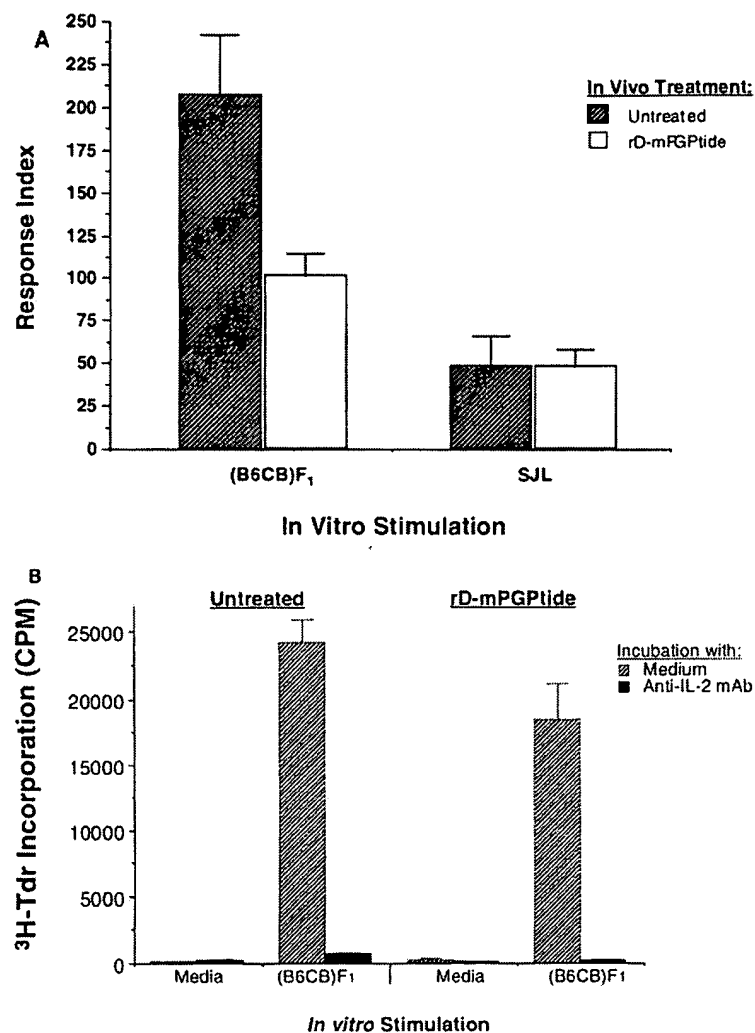 A
250
225
200
175
150
125
100
75
50
25
0
Response Index
In Vivo Treatment:
Untreated
rD-mPGPtide
(B6CB)F₁
SJL
In Vitro Stimulation
B
Untreated
rD-mPGPtide
25000
20000
15000
10000
5000
0
³H-Tdr Incorporation (CPM)
Incubation with:
Medium
Anti-IL-2 mAb
Media
(B6CB)F₁
Media
(B6CB)F₁
In vitro Stimulation